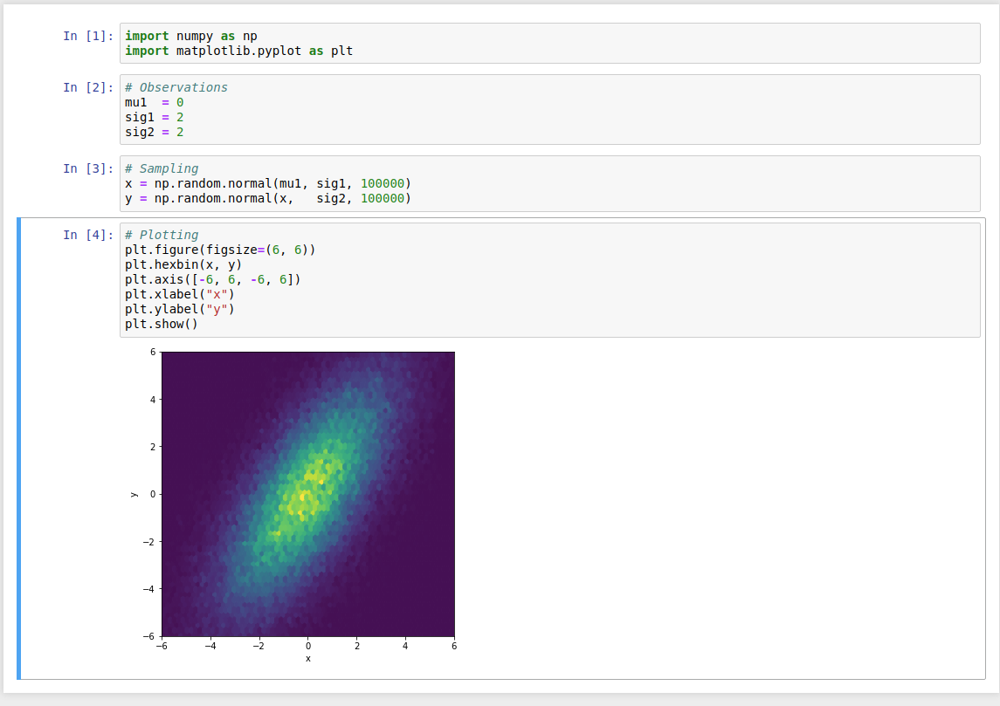 In [1]: import numpy as np
import matplotlib.pyplot as plt
In [2]: # Observations
mu1  = 0
sig1 = 2
sig2 = 2
In [3]: # Sampling
x = np.random.normal(mu1, sig1, 100000)
y = np.random.normal(x,   sig2, 100000)
In [4]: # Plotting
plt.figure(figsize=(6, 6))
plt.hexbin(x, y)
plt.axis([-6, 6, -6, 6])
plt.xlabel("x")
plt.ylabel("y")
plt.show()
6
4
2
y
0
−2
−4
−6
−6 −4 −2 0 2 4 6
x